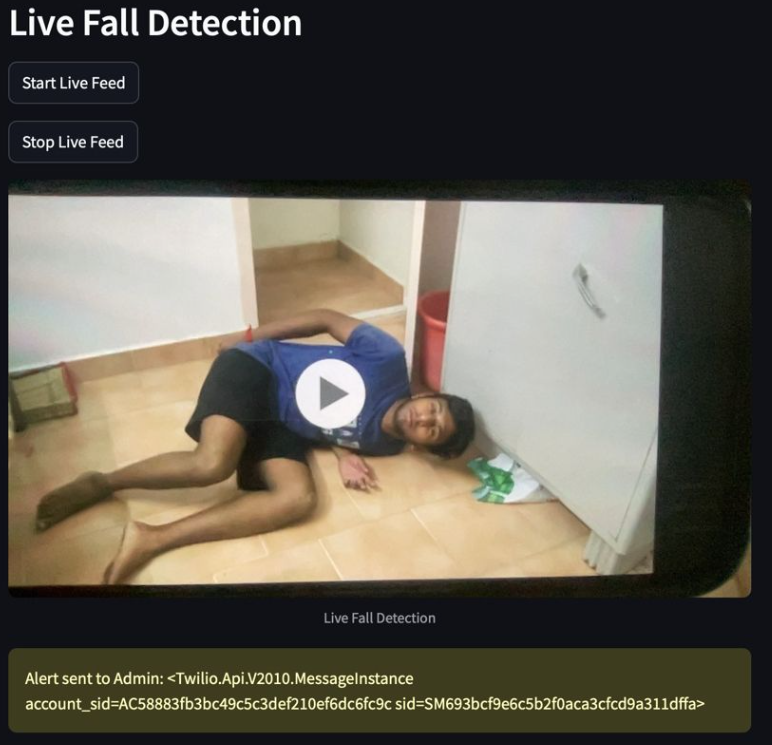 Live Fall Detection
Start Live Feed
Stop Live Feed
Live Fall Detection
Alert sent to Admin: <Twilio.Api.V2010.MessageInstance
account_sid=AC58883fb3bc49c5c3def210ef6dc6fc9c sid=SM693bcf9e6c5b2f0aca3cfcd9a311dffa>